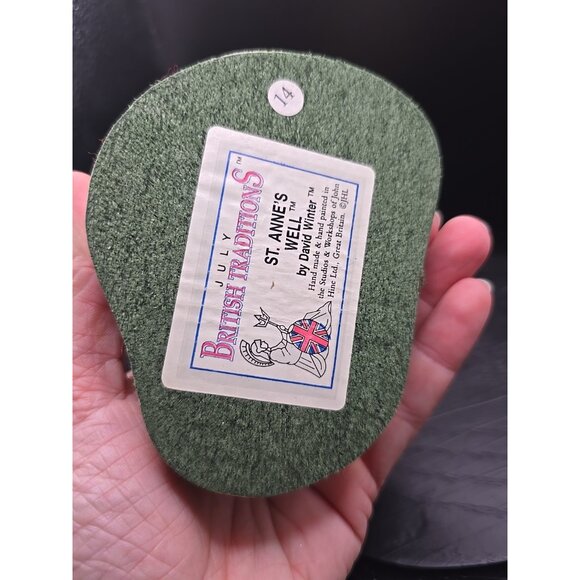 14
JULY
BRITISH TRADITIONS™
ST. ANNE'S
WELL™
by David Winter™
Hand made & hand painted in
the Studios & Workshops of John
Hine Ltd., Great Britain. ©JHL